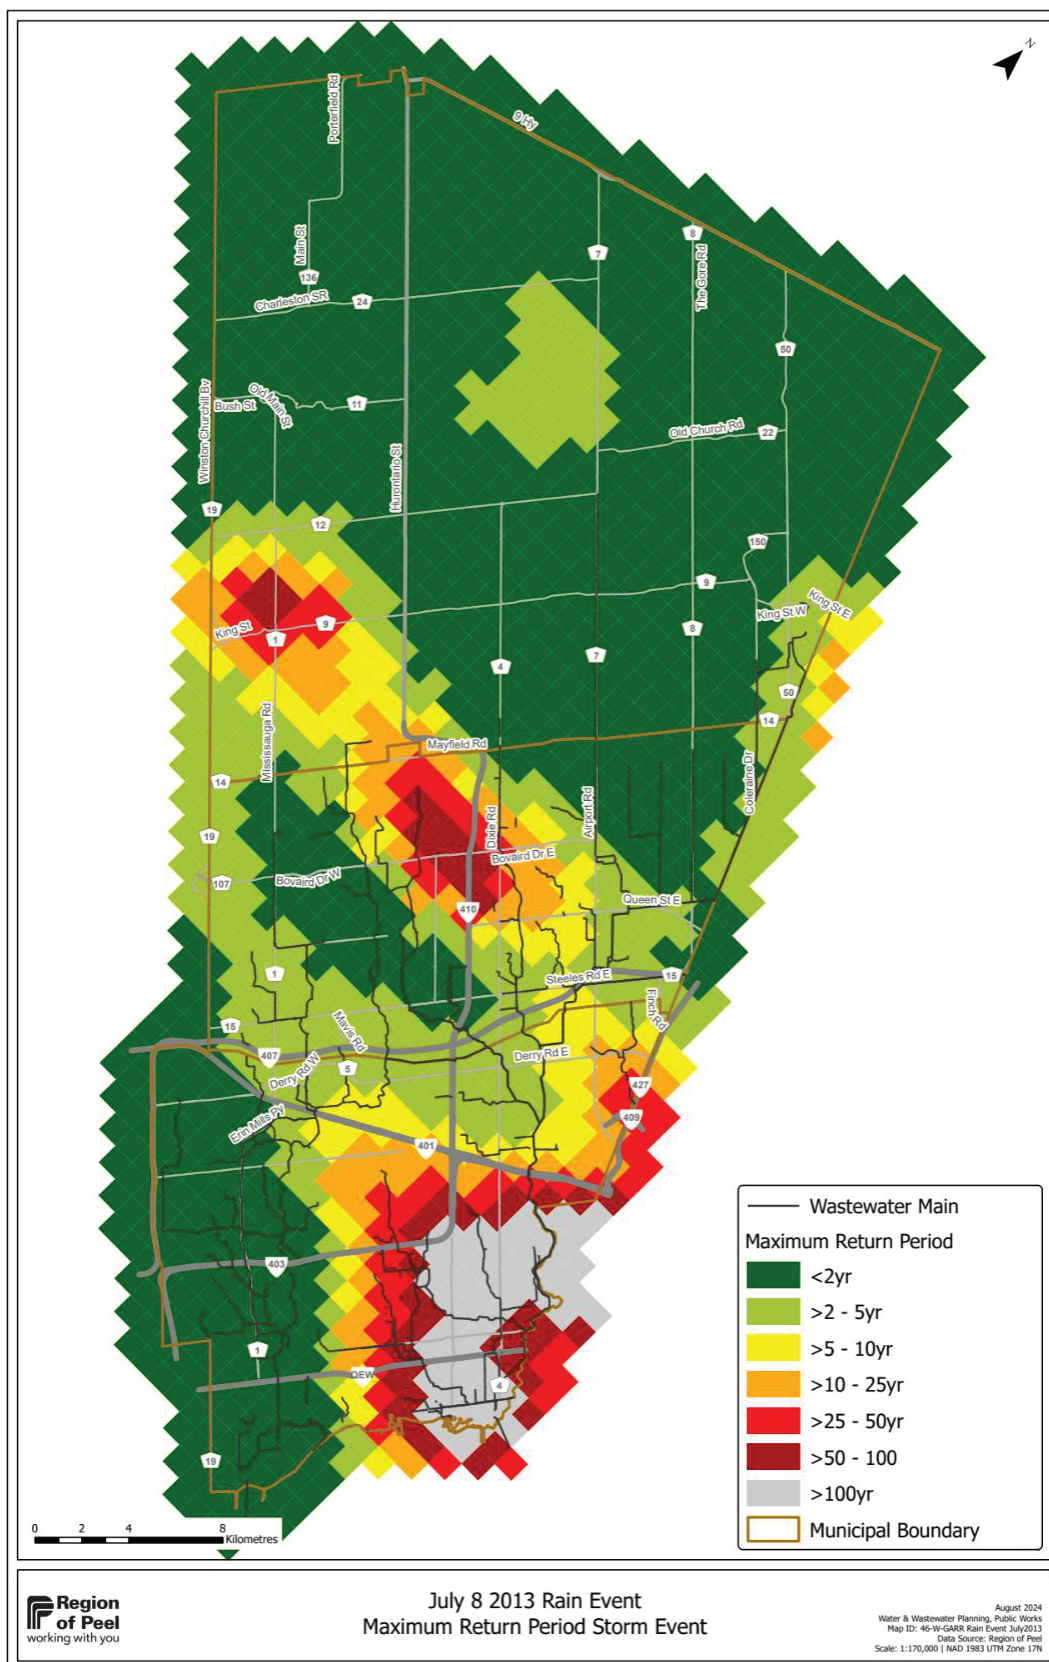 N
9 Hy
Porterfield Rd
Main St
136
Charleston SR
24
7
8
The Gore Rd
50
Winston Churchill Bv
Old Main St
Bush St
11
Hurontario St
Old Church Rd
22
19
12
150
9
King St W
King St E
King St
9
1
8
4
7
50
Mississauga Rd
14
Mayfield Rd
14
Coleraine Dr
19
Dixie Rd
Airport Rd
Bovaird Dr E
107
Bovaird Dr W
Queen St E
410
1
Steeles Rd E
15
Finch Rd
15
Mavis Rd
407
Derry Rd W
5
Derry Rd E
427
409
Erin Mills Py
401
403
1
QEW
4
19
Wastewater Main
Maximum Return Period
<2yr
>2 - 5yr
>5 - 10yr
>10 - 25yr
>25 - 50yr
>50 - 100
>100yr
Municipal Boundary
0 2 4 8
Kilometres
Region
of Peel
working with you
July 8 2013 Rain Event
Maximum Return Period Storm Event
August 2024
Water & Wastewater Planning, Public Works
Map ID: 46-W-GARR Rain Event July2013
Data Source: Region of Peel
Scale: 1:170,000 | NAD 1983 UTM Zone 17N